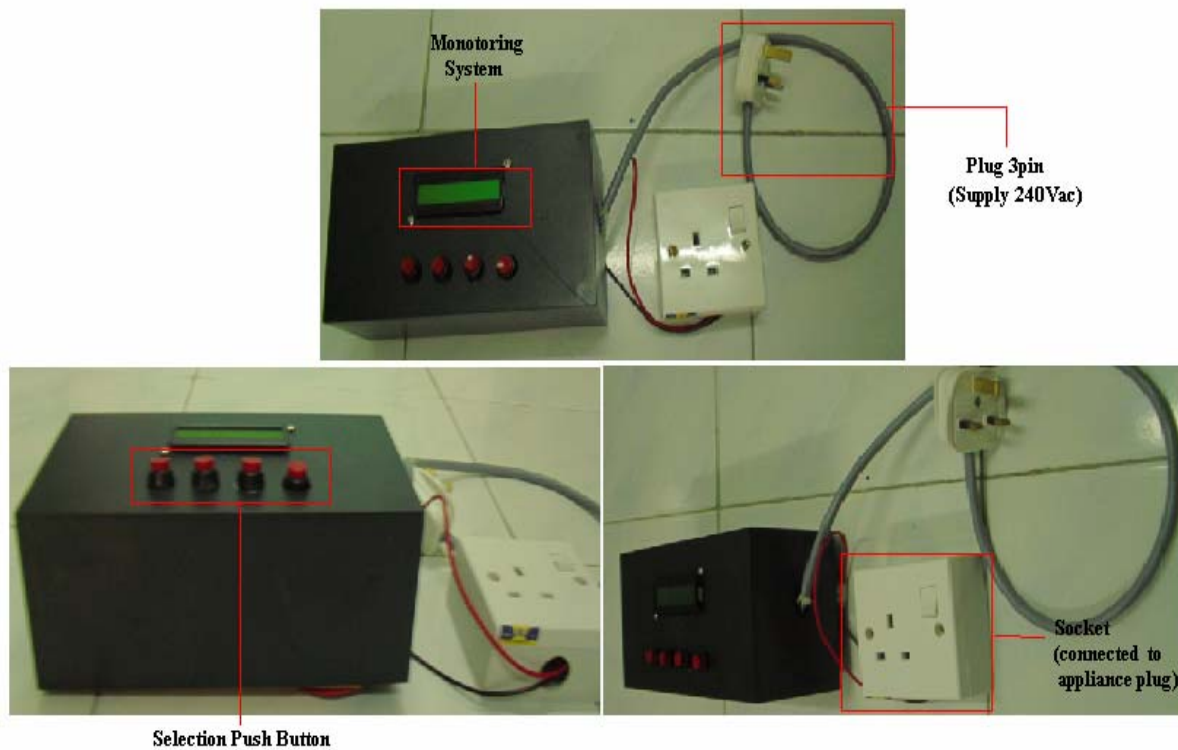 Monotoring
System
Plug 3pin
(Supply 240Vac)
Socket
(connected to
appliance plug)
Selection Push Button